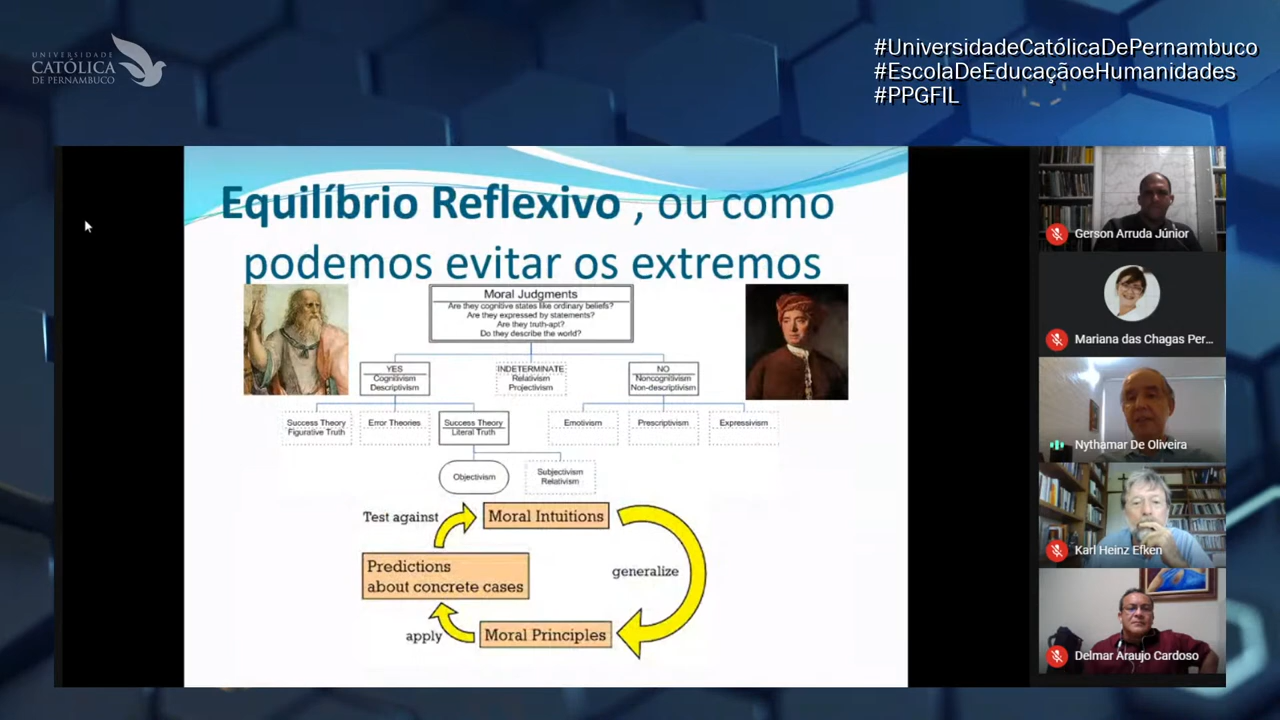 UNIVERSIDADE
CATÓLICA
DE PERNAMBUCO
#UniversidadeCatólicaDePernambuco
#EscolaDeEducaçãoeHumanidades
#PPGFIL
Equilíbrio Reflexivo , ou como
podemos evitar os extremos
Moral Judgments
Are they cognitive states like ordinary beliefs?
Are they expressed by statements?
Are they truth-apt?
Do they describe the world?
YES
Cognitivism
Descriptivism
INDETERMINATE
Relativism
Projectivism
NO
Noncognitivism
Non-descriptivism
Success Theory
Figurative Truth
Error Theories
Success Theory
Literal Truth
Emotivism
Prescriptivism
Expressivism
Objectivism
Subjectivism
Relativism
Test against
Moral Intuitions
Predictions
about concrete cases
generalize
apply
Moral Principles
Gerson Arruda Júnior
Mariana das Chagas Per...
Nythamar De Oliveira
Karl Heinz Efken
Delmar Araujo Cardoso